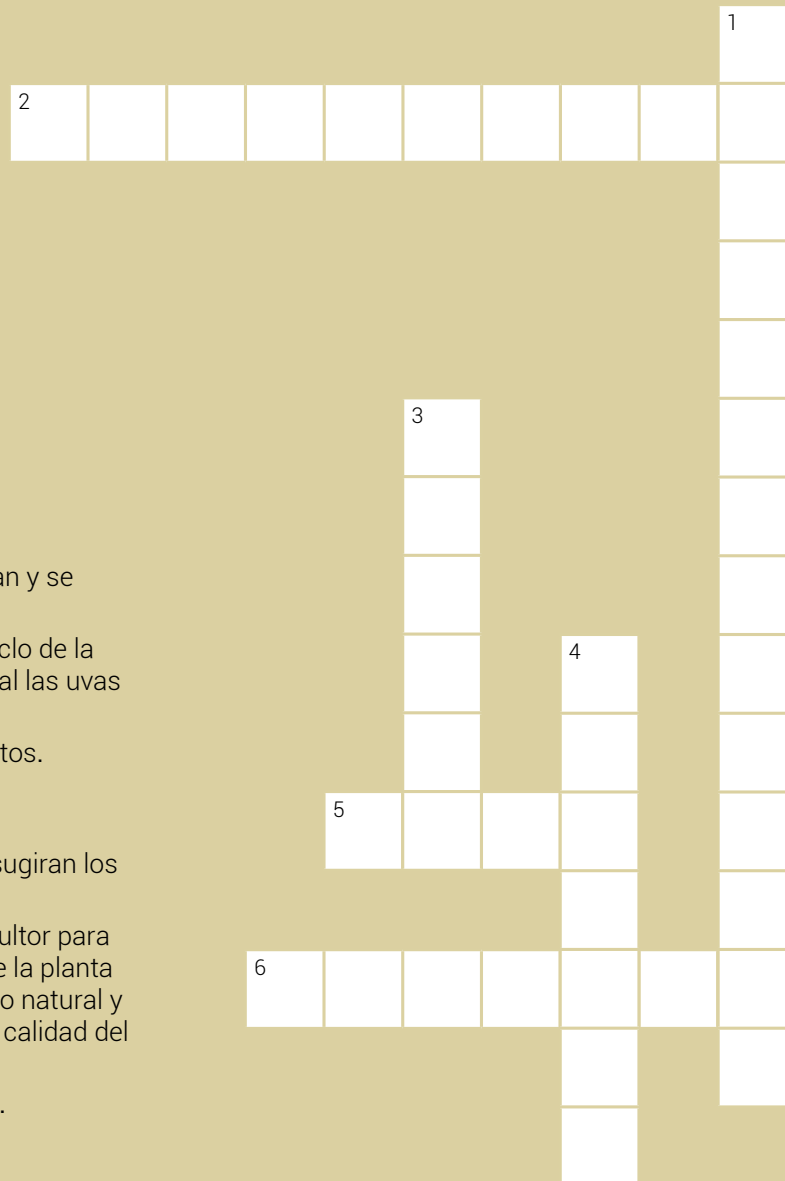 1
2
3
an y se
clo de la
4
al las uvas
tos.
5
sugiran los
ultor para
e la planta
6
o natural y
calidad del
.